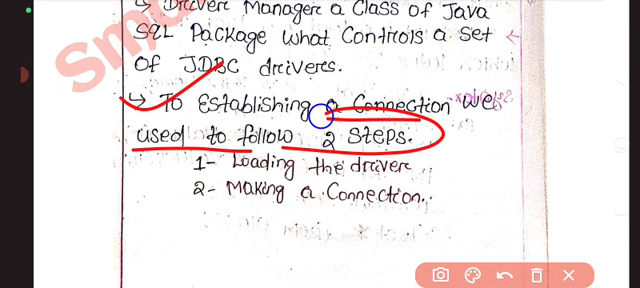 ↳ Driver Manager a Class of Java
SQL Package what Controls a set
Of JDBC drivers.
↳ To Establishing a Connection we
used to follow 2 steps.
1- Loading the driver
2- Making a Connection.